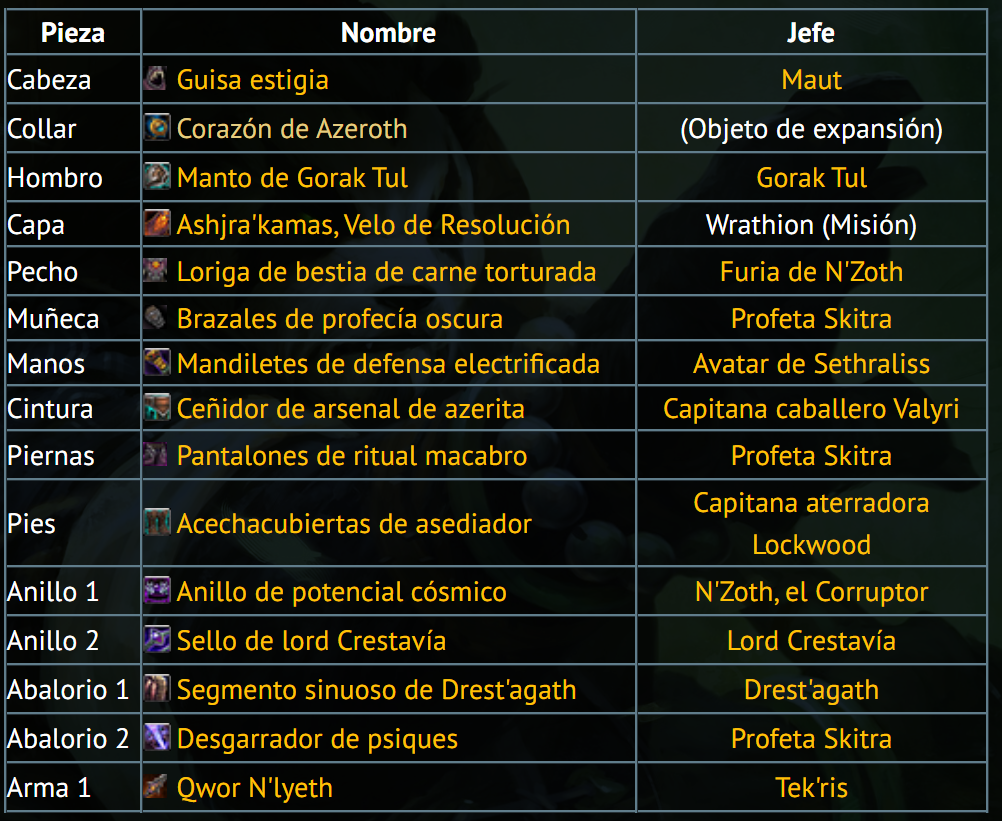 Pieza Nombre Jefe
Cabeza Guisa estigia Maut
Collar Corazón de Azeroth (Objeto de expansión)
Hombro Manto de Gorak Tul Gorak Tul
Capa Ashjra'kamas, Velo de Resolución Wrathion (Misión)
Pecho Loriga de bestia de carne torturada Furia de N'Zoth
Muñeca Brazales de profecía oscura Profeta Skitra
Manos Mandiletes de defensa electrificada Avatar de Sethraliss
Cintura Ceñidor de arsenal de azerita Capitana caballero Valyri
Piernas Pantalones de ritual macabro Profeta Skitra
Pies Acechacubiertas de asediador Capitana aterradora
Lockwood
Anillo 1 Anillo de potencial cósmico N'Zoth, el Corruptor
Anillo 2 Sello de lord Crestavía Lord Crestavía
Abalorio 1 Segmento sinuoso de Drest'agath Drest'agath
Abalorio 2 Desgarrador de psiques Profeta Skitra
Arma 1 Qwor N'lyeth Tek'ris